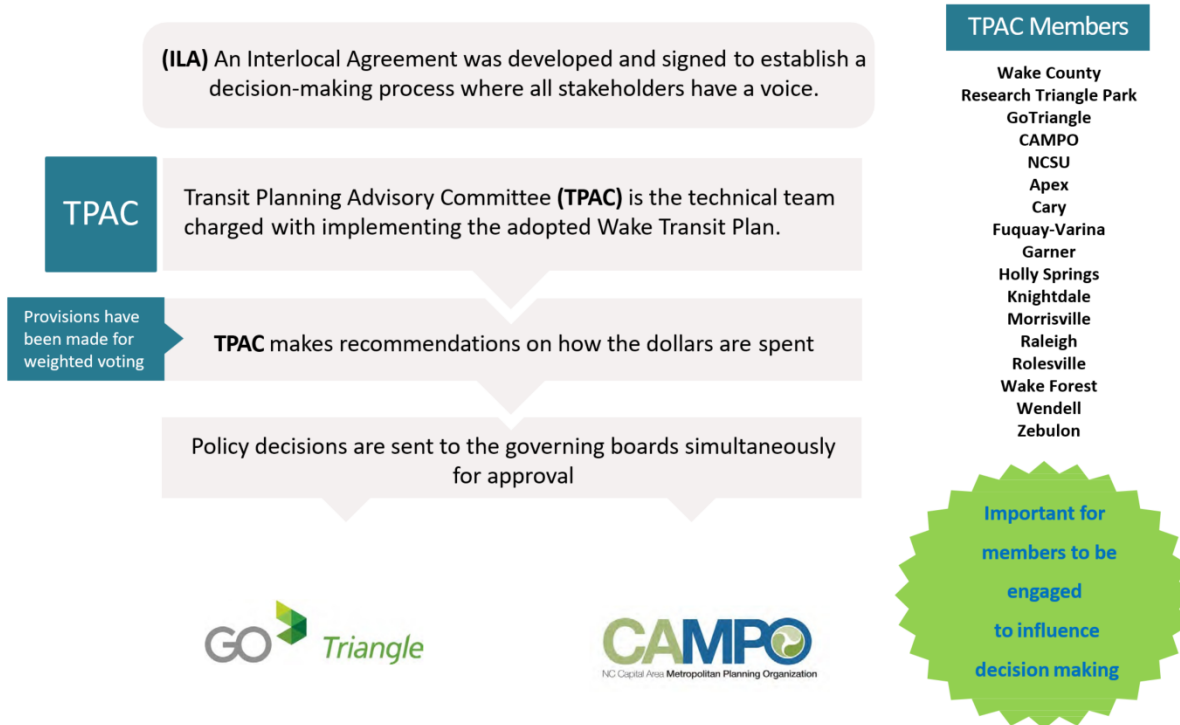 (ILA) An Interlocal Agreement was developed and signed to establish a
decision-making process where all stakeholders have a voice.
TPAC
Transit Planning Advisory Committee (TPAC) is the technical team
charged with implementing the adopted Wake Transit Plan.
Provisions have
been made for
weighted voting
TPAC makes recommendations on how the dollars are spent
Policy decisions are sent to the governing boards simultaneously
for approval
GO Triangle
CAMPO
NC Capital Area Metropolitan Planning Organization
TPAC Members
Wake County
Research Triangle Park
GoTriangle
CAMPO
NCSU
Apex
Cary
Fuquay-Varina
Garner
Holly Springs
Knightdale
Morrisville
Raleigh
Rolesville
Wake Forest
Wendell
Zebulon
Important for
members to be
engaged
to influence
decision making